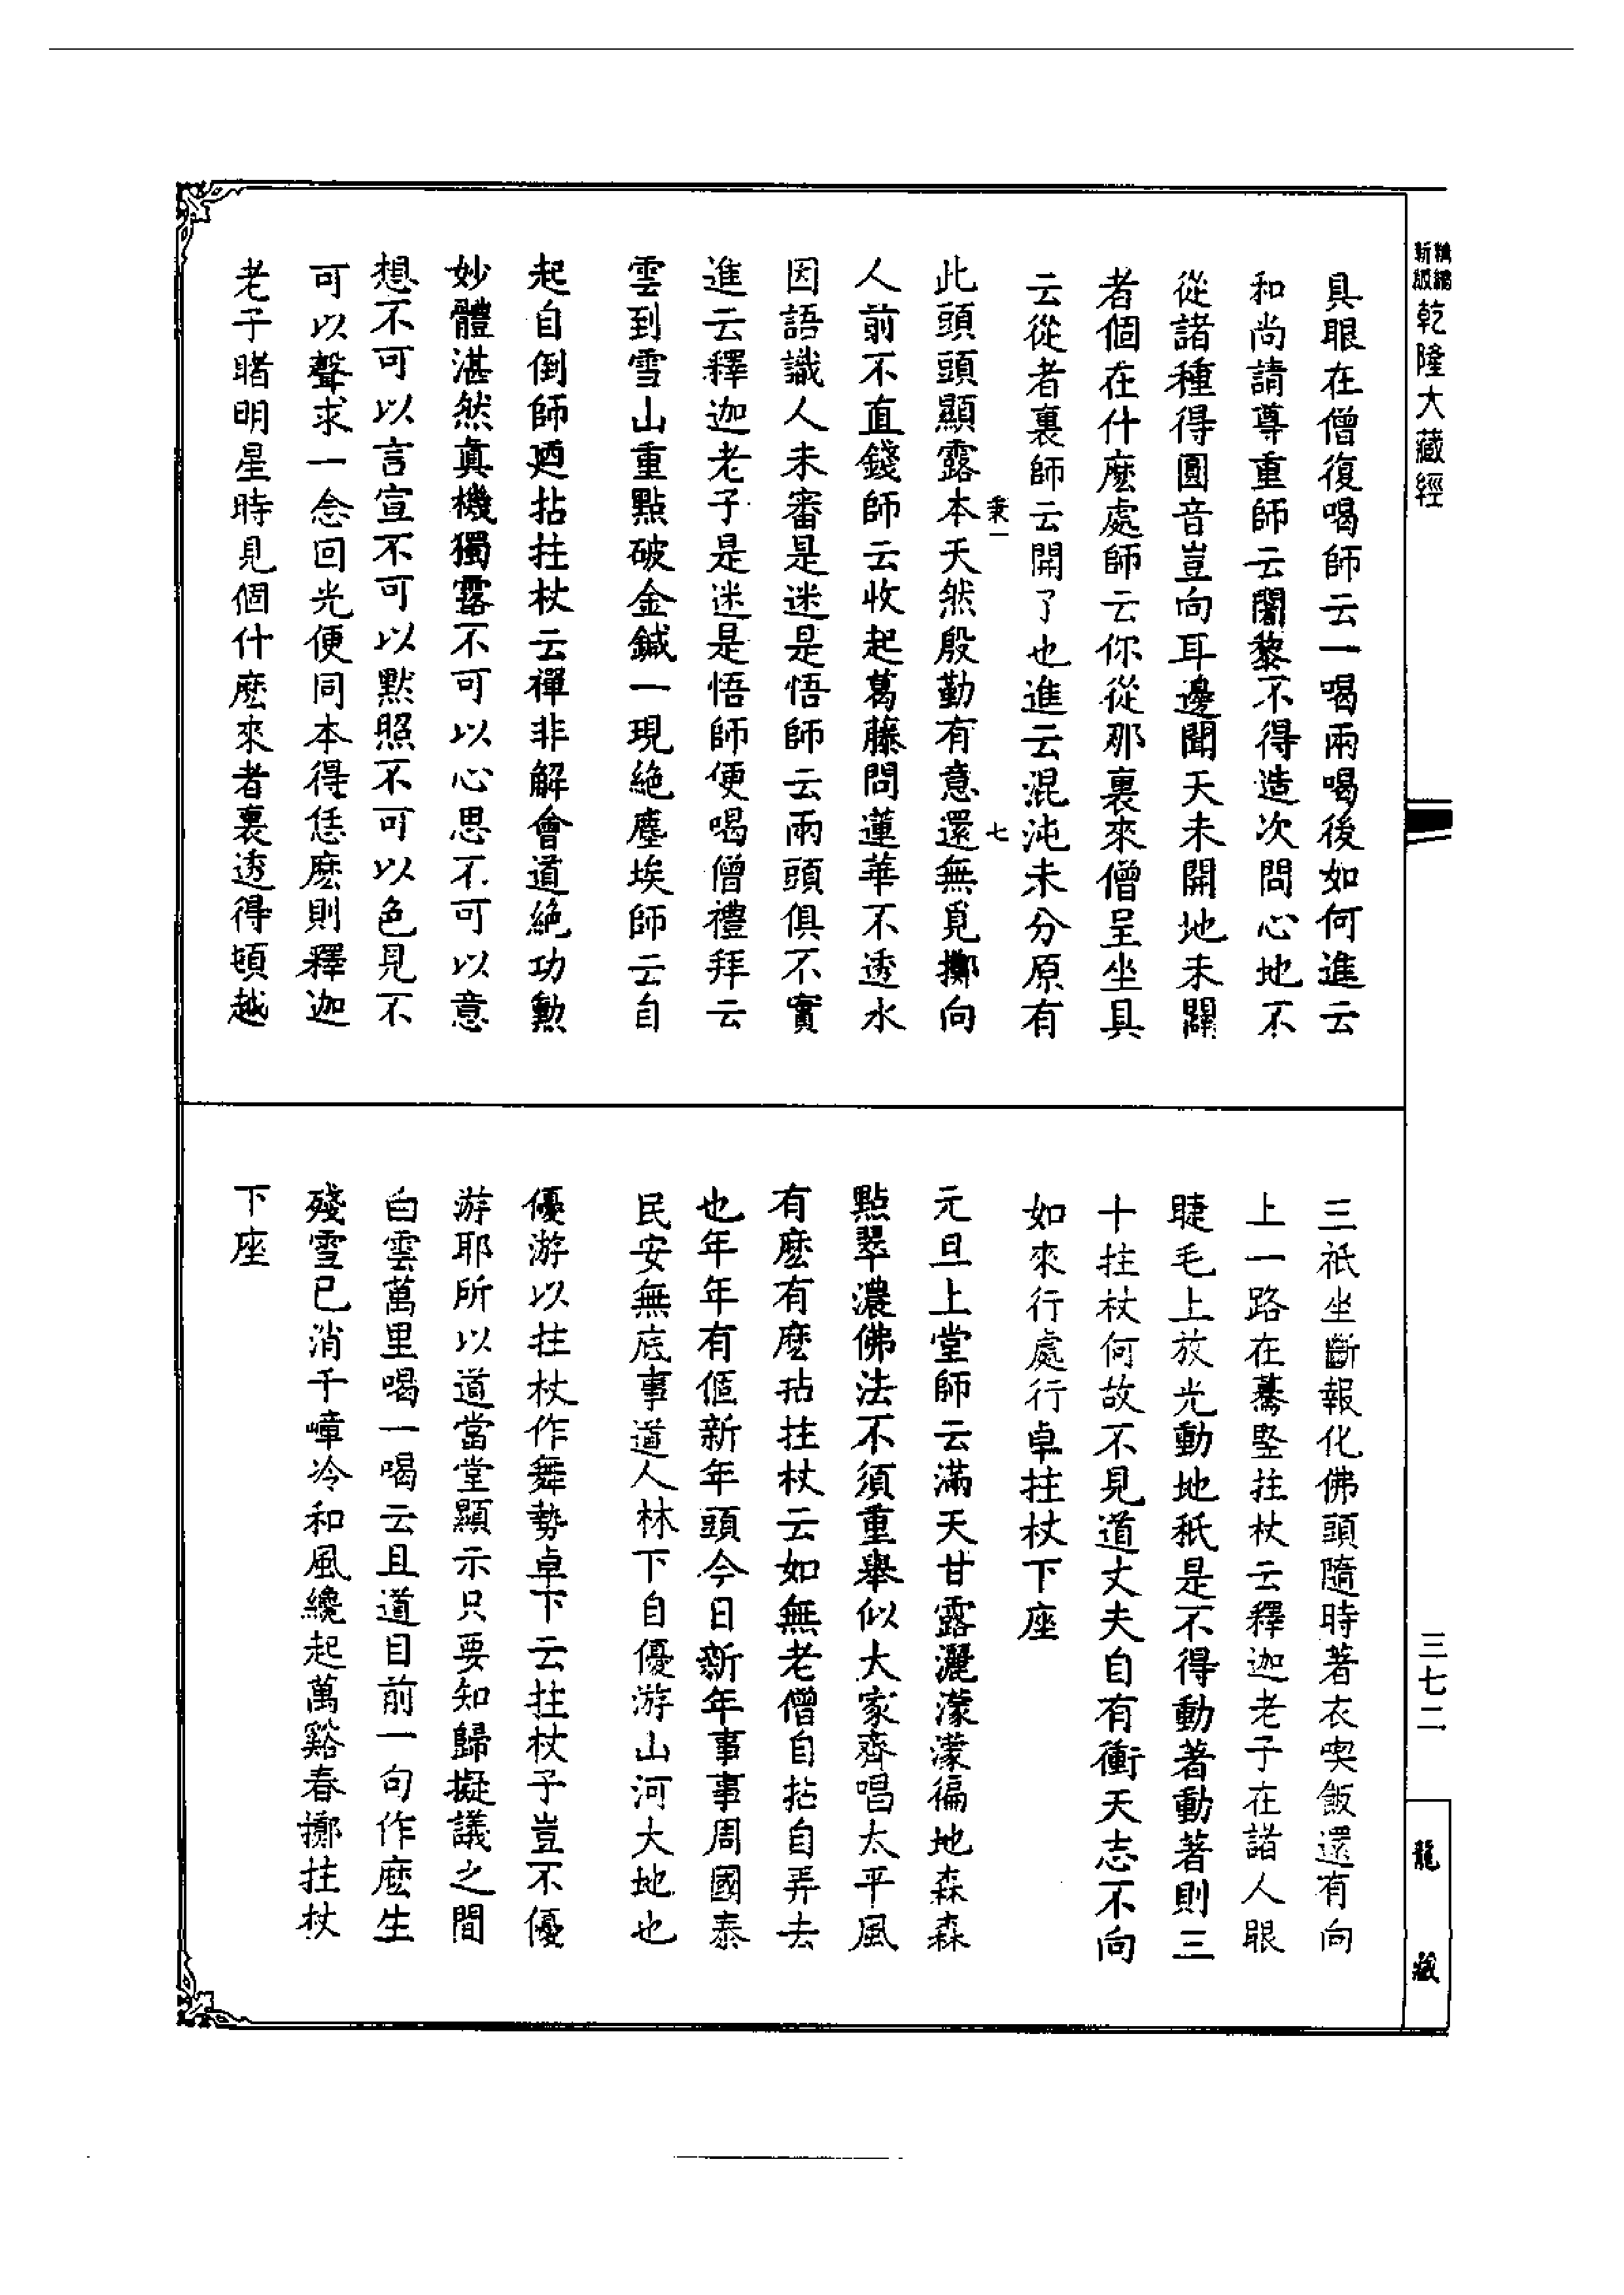 精縮新版乾隆大藏經
具眼在僧復喝師云一喝兩喝後如何進云
和尚請尊重師云闍黎不得造次問心地不
從諸種得圓音豈向耳邊聞天未開地未闢
者個在什麼處師云你從那裏來僧呈坐具
云從者裏師云開了也進云混沌未分原有
秉一 七
此頭頭顯露本天然殷勤有意還無覓擲向
人前不直錢師云收起葛藤問蓮華不透水
因語識人未審是迷是悟師云兩頭俱不實
進云釋迦老子是迷是悟師便喝僧禮拜云
雲到雪山重點破金鍼一現絕塵埃師云自
起自倒師迺拈拄杖云禪非解會道絕功勳
妙體湛然真機獨露不可以心思不可以意
想不可以言宣不可以默照不可以色見不
可以聲求一念回光便同本得恁麼則釋迦
老子睹明星時見個什麼來者裏透得頓越
三祇坐斷報化佛頭隨時著衣喫飯還有向
上一路在驀豎拄杖云釋迦老子在諸人眼
睫毛上放光動地秖是不得動著動著則三
十拄杖何故不見道丈夫自有衝天志不向
如來行處行卓拄杖下座
元旦上堂師云滿天甘露灑濛濛徧地森森
點翠濃佛法不須重舉似大家齊唱太平風
有麼有麼拈拄杖云如無老僧自拈自弄去
也年年有個新年頭今日新年事事周國泰
民安無底事道人林下自優游山河大地也
優游以拄杖作舞勢卓下云拄杖子豈不優
游耶所以道當堂顯示只要知歸擬議之間
白雲萬里喝一喝云且道目前一句作麼生
殘雪已消千嶂冷和風纔起萬谿春擲拄杖
下座
三七二
龍藏